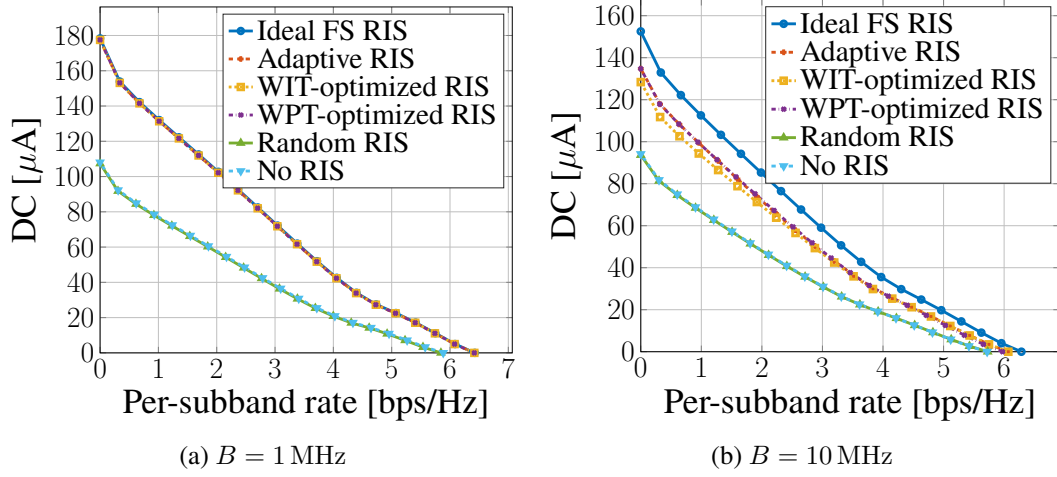 180
160
140
120
100
80
60
40
20
0
DC [μA]
0 1 2 3 4 5 6 7
Per-subband rate [bps/Hz]
Ideal FS RIS
Adaptive RIS
WIT-optimized RIS
WPT-optimized RIS
Random RIS
No RIS
(a) B = 1 MHz
160
140
120
100
80
60
40
20
0
DC [μA]
0 1 2 3 4 5 6
Per-subband rate [bps/Hz]
Ideal FS RIS
Adaptive RIS
WIT-optimized RIS
WPT-optimized RIS
Random RIS
No RIS
(b) B = 10 MHz